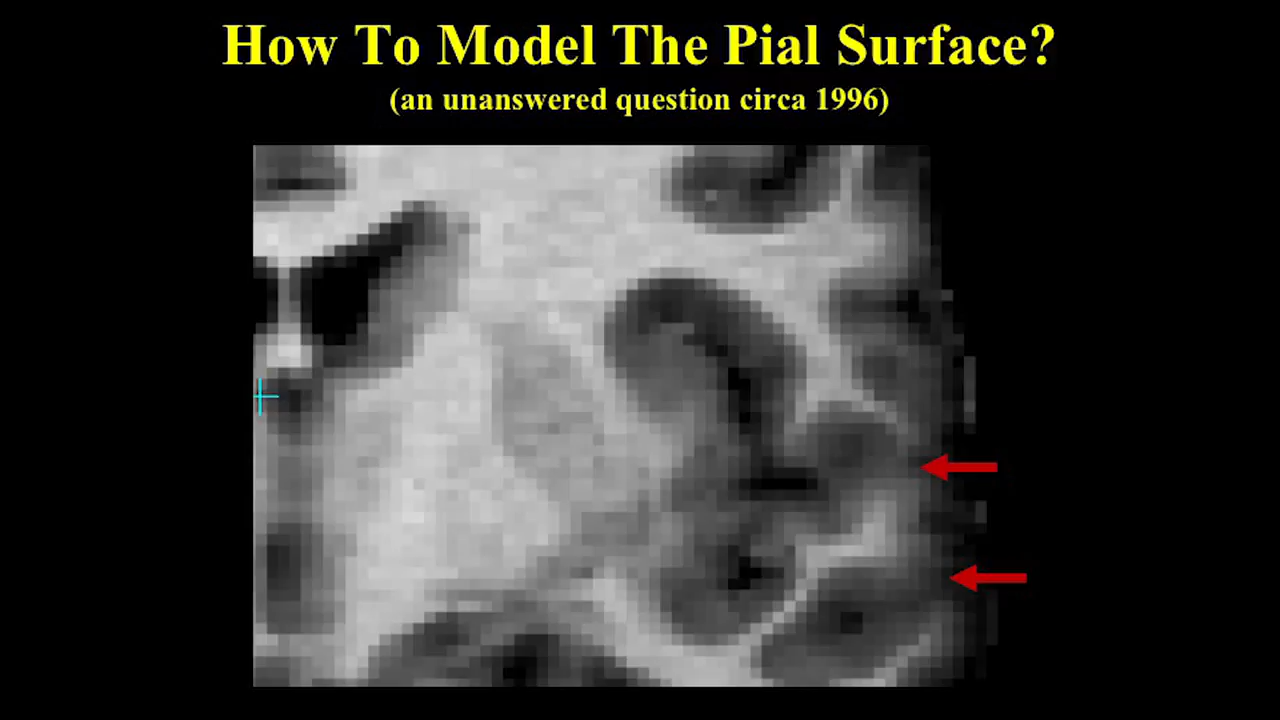 How To Model The Pial Surface?
(an unanswered question circa 1996)